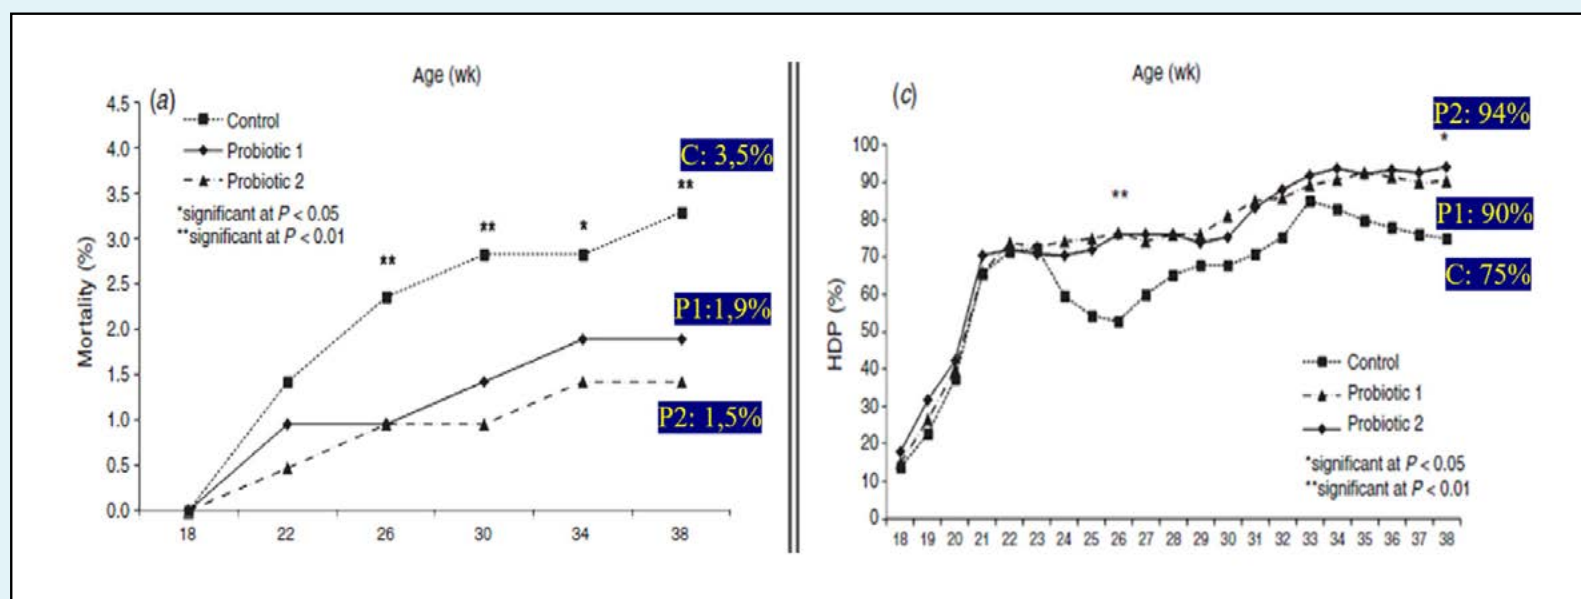 Age (wk)
(a)
4.5
4.0
3.5
3.0
2.5
2.0
1.5
1.0
0.5
0.0
Mortality (%)
Control
Probiotic 1
Probiotic 2
*significant at P < 0.05
**significant at P < 0.01
**
**
*
**
C: 3,5%
P1:1,9%
P2: 1,5%
18 22 26 30 34 38
Age (wk)
(c)
100
90
80
70
60
50
40
30
20
10
0
HDP (%)
**
*
P2: 94%
P1: 90%
C: 75%
Control
Probiotic 1
Probiotic 2
*significant at P < 0.05
**significant at P < 0.01
18 19 20 21 22 23 24 25 26 27 28 29 30 31 32 33 34 35 36 37 38